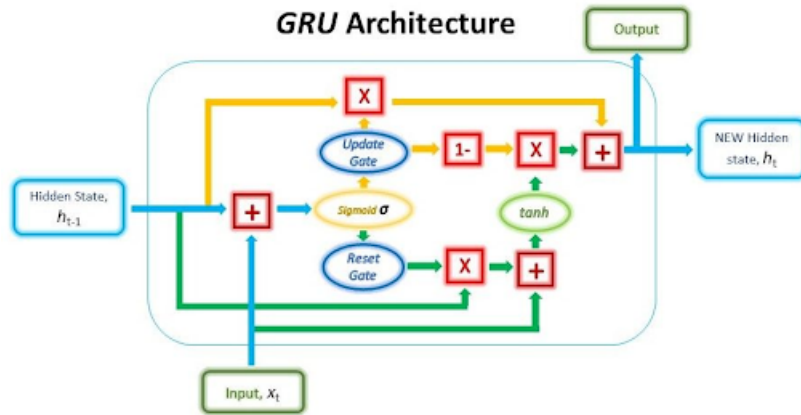 GRU Architecture
Output
X
Update
Gate
1-
X
+
NEW Hidden
state, hₜ
Hidden State,
hₜ₋₁
+
Sigmoid σ
tanh
Reset
Gate
X
+
Input, xₜ